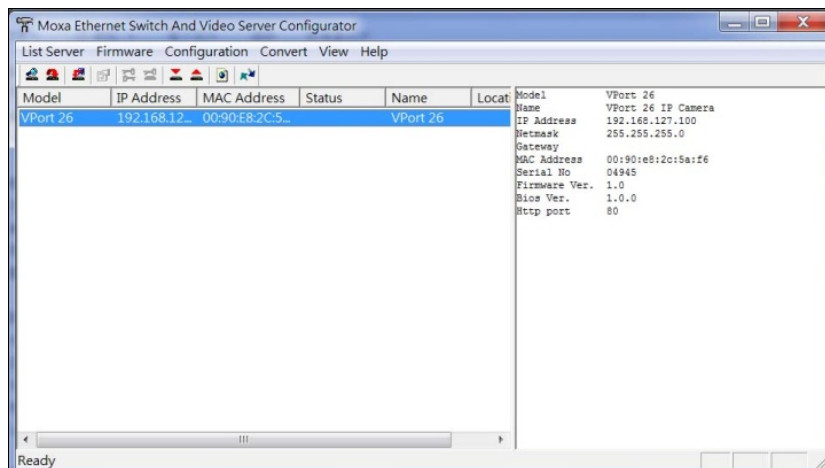 Moxa Ethernet Switch And Video Server Configurator
List Server Firmware Configuration Convert View Help
Model IP Address MAC Address Status Name Locati
VPort 26 192.168.12... 00:90:E8:2C:5... VPort 26
Model VPort 26
Name VPort 26 IP Camera
IP Address 192.168.127.100
Netmask 255.255.255.0
Gateway
MAC Address 00:90:e8:2c:5a:f6
Serial No 04945
Firmware Ver. 1.0
Bios Ver. 1.0.0
Http port 80
Ready